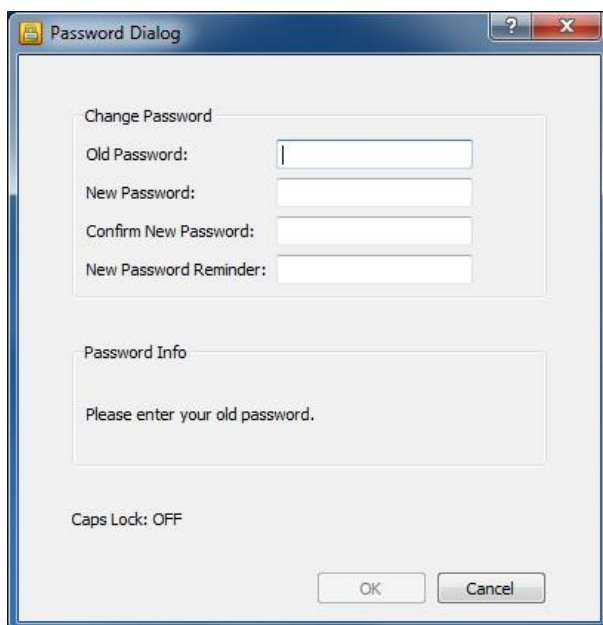 Password Dialog
Change Password
Old Password:
New Password:
Confirm New Password:
New Password Reminder:
Password Info
Please enter your old password.
Caps Lock: OFF
OK Cancel